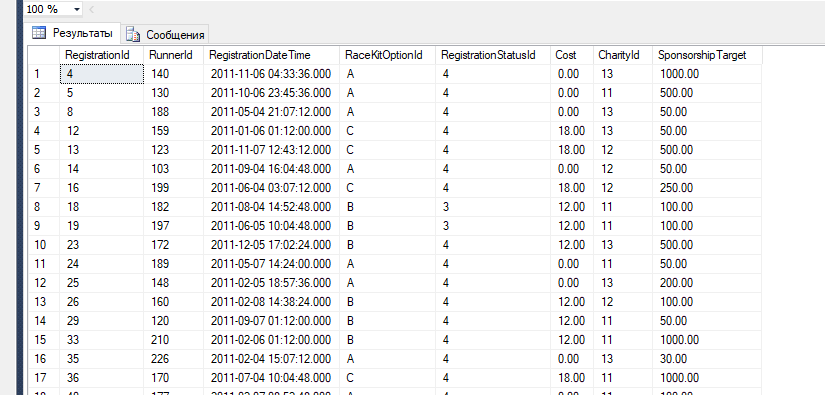 100 %
Результаты Сообщения
RegistrationId RunnerId RegistrationDateTime RaceKitOptionId RegistrationStatusId Cost CharityId SponsorshipTarget
1 4 140 2011-11-06 04:33:36.000 A 4 0.00 13 1000.00
2 5 130 2011-10-06 23:45:36.000 A 4 0.00 11 500.00
3 8 188 2011-05-04 21:07:12.000 A 4 0.00 13 50.00
4 12 159 2011-01-06 01:12:00.000 C 4 18.00 13 50.00
5 13 123 2011-11-07 12:43:12.000 C 4 18.00 12 500.00
6 14 103 2011-09-04 16:04:48.000 A 4 0.00 12 50.00
7 16 199 2011-06-04 03:07:12.000 C 4 18.00 12 250.00
8 18 182 2011-08-04 14:52:48.000 B 3 12.00 11 100.00
9 19 197 2011-06-05 10:04:48.000 B 3 12.00 11 100.00
10 23 172 2011-12-05 17:02:24.000 B 4 12.00 13 500.00
11 24 189 2011-05-07 14:24:00.000 A 4 0.00 11 50.00
12 25 148 2011-02-05 18:57:36.000 A 4 0.00 13 200.00
13 26 160 2011-02-08 14:38:24.000 B 4 12.00 12 100.00
14 29 120 2011-09-07 01:12:00.000 B 4 12.00 11 50.00
15 33 210 2011-02-06 01:12:00.000 B 4 12.00 11 1000.00
16 35 226 2011-02-04 15:07:12.000 A 4 0.00 13 30.00
17 36 170 2011-07-04 10:04:48.000 C 4 18.00 11 1000.00